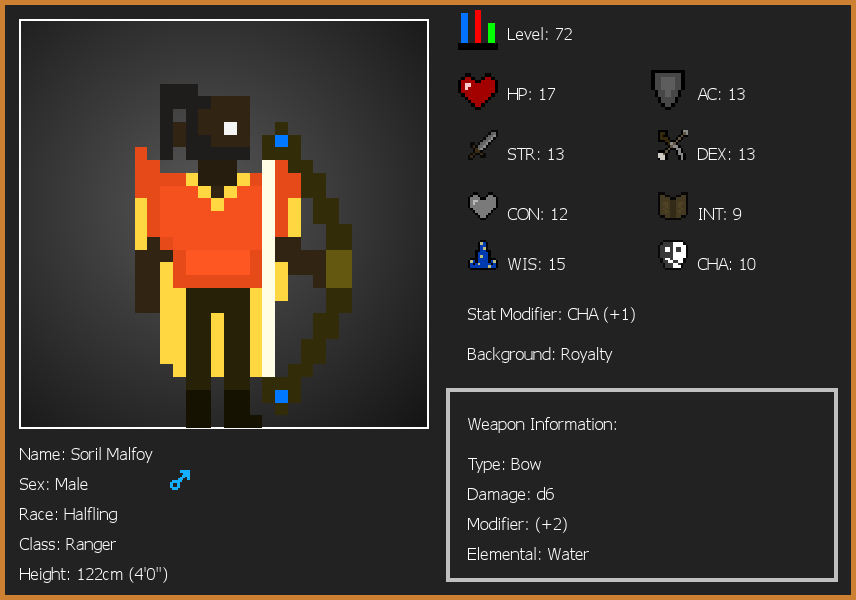 Level: 72
HP: 17
AC: 13
STR: 13
DEX: 13
CON: 12
INT: 9
WIS: 15
CHA: 10
Stat Modifier: CHA (+1)
Background: Royalty
Name: Soril Malfoy
Sex: Male
Race: Halfling
Class: Ranger
Height: 122cm (4'0")
Weapon Information:
Type: Bow
Damage: d6
Modifier: (+2)
Elemental: Water